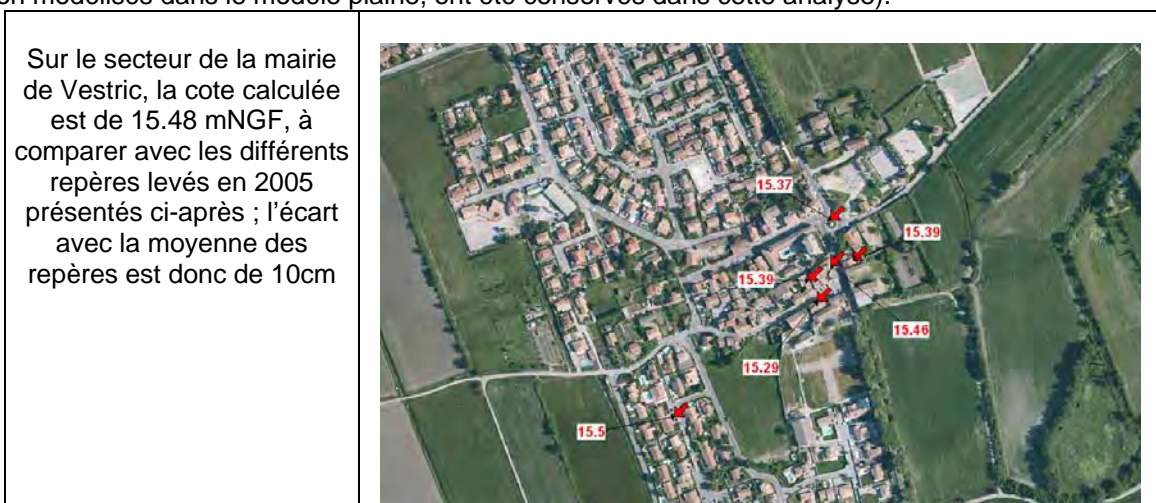 on modélisés dans le modèle plaine, ont été conservés dans cette analyse).
Sur le secteur de la mairie
de Vestric, la cote calculée
est de 15.48 mNGF, à
comparer avec les différents
repères levés en 2005
présentés ci-après ; l'écart
avec la moyenne des
repères est donc de 10cm
15.37
15.39
15.39
15.46
15.29
15.5